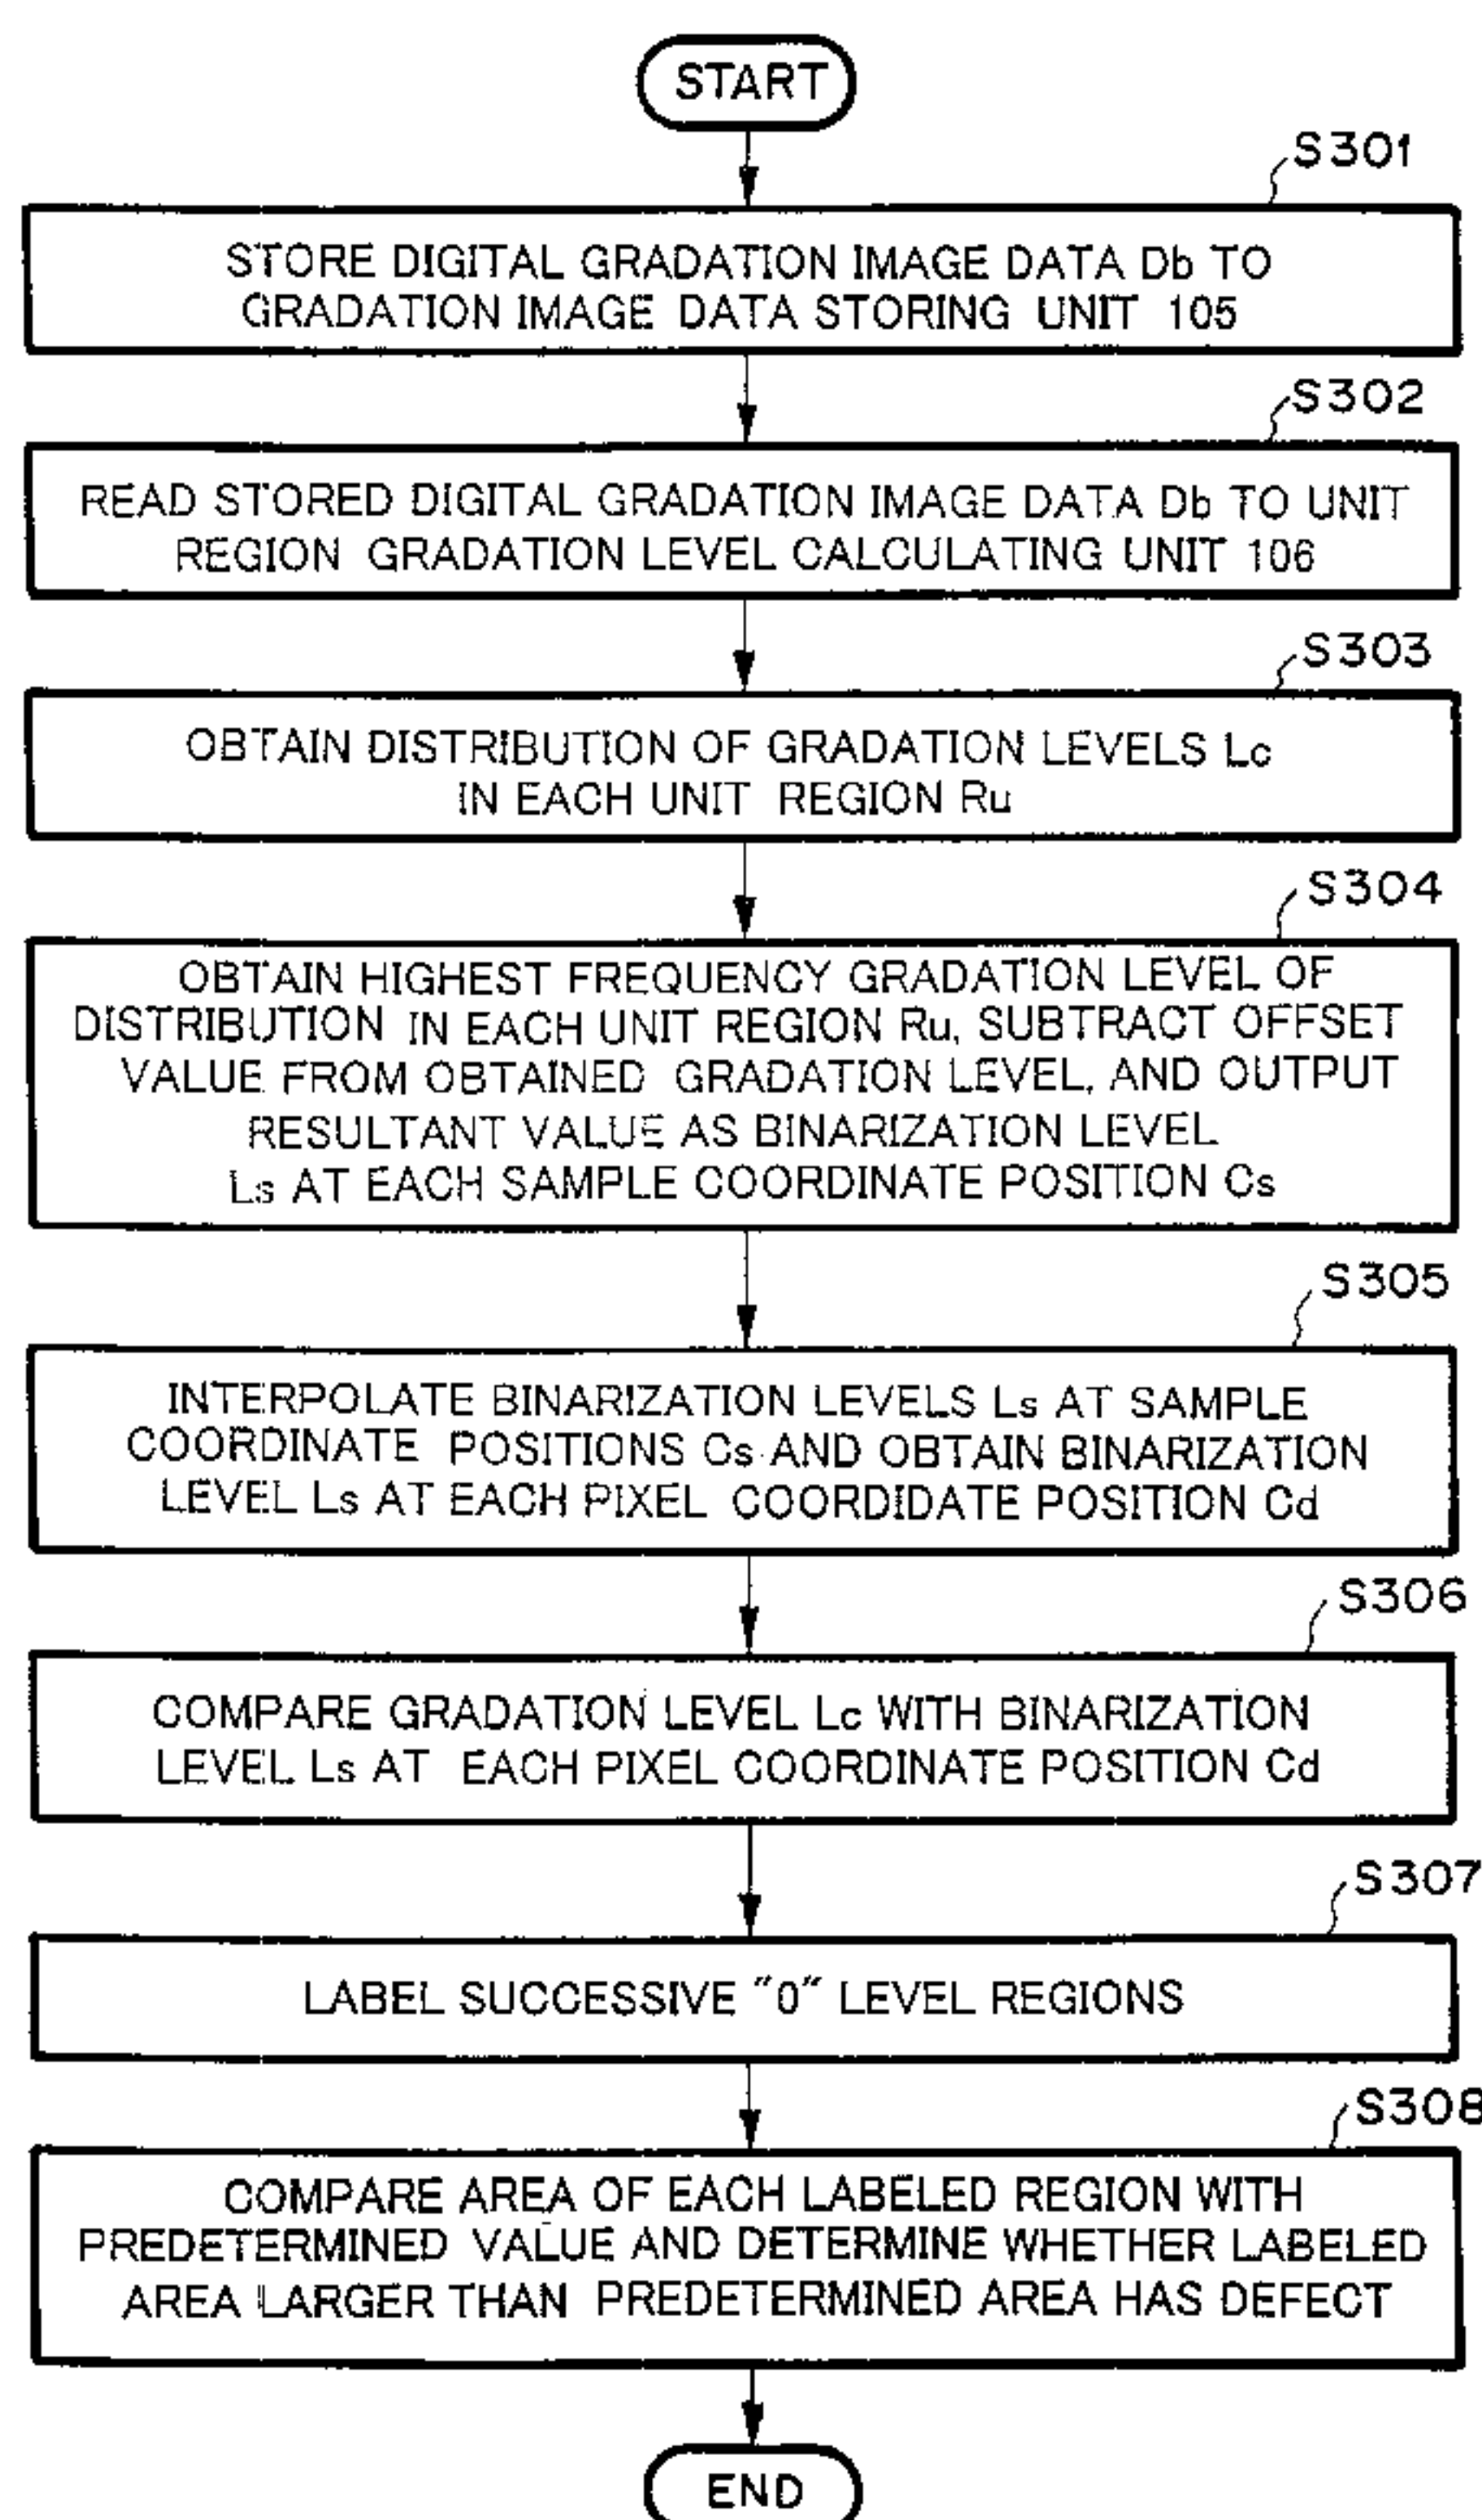 START
S301
STORE DIGITAL GRADATION IMAGE DATA Db TO
GRADATION IMAGE DATA STORING UNIT 105
S302
READ STORED DIGITAL GRADATION IMAGE DATA Db TO UNIT
REGION GRADATION LEVEL CALCULATING UNIT 106
S303
OBTAIN DISTRIBUTION OF GRADATION LEVELS Lc
IN EACH UNIT REGION Ru
S304
OBTAIN HIGHEST FREQUENCY GRADATION LEVEL OF
DISTRIBUTION IN EACH UNIT REGION Ru, SUBTRACT OFFSET
VALUE FROM OBTAINED GRADATION LEVEL, AND OUTPUT
RESULTANT VALUE AS BINARIZATION LEVEL
Ls AT EACH SAMPLE COORDINATE POSITION Cs
S305
INTERPOLATE BINARIZATION LEVELS Ls AT SAMPLE
COORDINATE POSITIONS Cs AND OBTAIN BINARIZATION
LEVEL Ls AT EACH PIXEL COORDIDATE POSITION Cd
S306
COMPARE GRADATION LEVEL Lc WITH BINARIZATION
LEVEL Ls AT EACH PIXEL COORDINATE POSITION Cd
S307
LABEL SUCCESSIVE "0" LEVEL REGIONS
S308
COMPARE AREA OF EACH LABELED REGION WITH
PREDETERMINED VALUE AND DETERMINE WHETHER LABELED
AREA LARGER THAN PREDETERMINED AREA HAS DEFECT
END